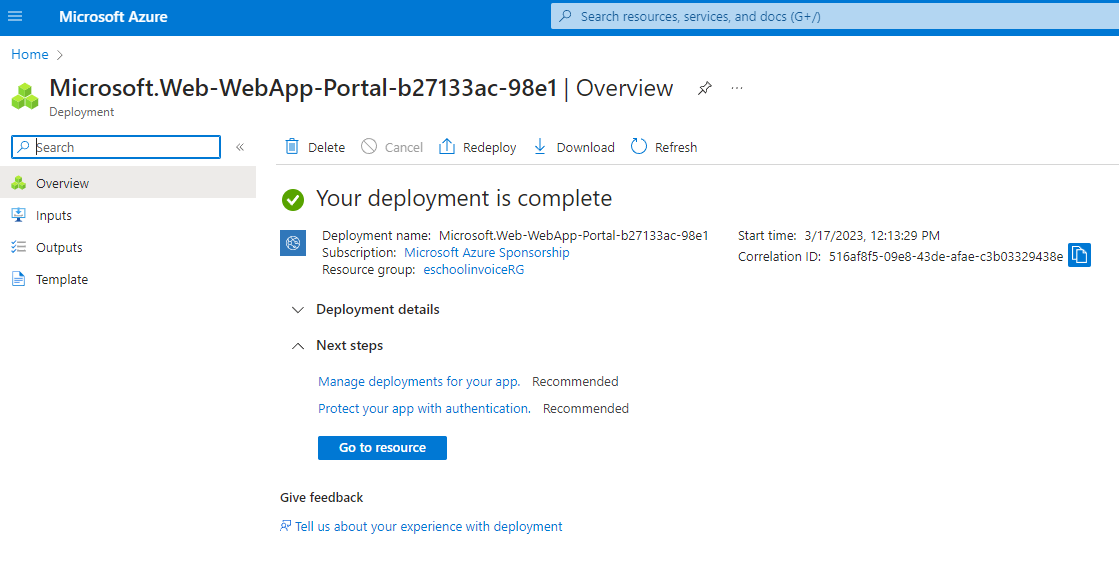 Microsoft Azure
Search resources, services, and docs (G+/)
Home
Microsoft.Web-WebApp-Portal-b27133ac-98e1 | Overview
Deployment
Search
Delete Cancel Redeploy Download Refresh
Overview
Inputs
Outputs
Template
Your deployment is complete
Deployment name: Microsoft.Web-WebApp-Portal-b27133ac-98e1
Subscription: Microsoft Azure Sponsorship
Resource group: eschoolinvoiceRG
Start time: 3/17/2023, 12:13:29 PM
Correlation ID: 516af8f5-09e8-43de-afae-c3b03329438e
Deployment details
Next steps
Manage deployments for your app. Recommended
Protect your app with authentication. Recommended
Go to resource
Give feedback
Tell us about your experience with deployment